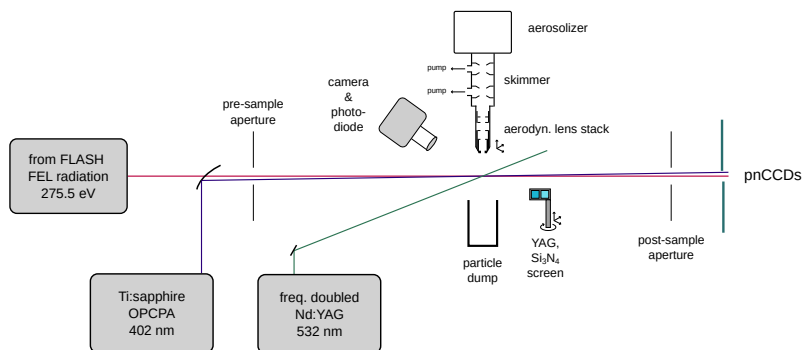 aerosolizer
pump
skimmer
pump
camera
&
photo-
diode
pre-sample
aperture
aerodyn. lens stack
from FLASH
FEL radiation
275.5 eV
pnCCDs
YAG,
Si₃N₄
screen
particle
dump
post-sample
aperture
Ti:sapphire
OPCPA
402 nm
freq. doubled
Nd:YAG
532 nm